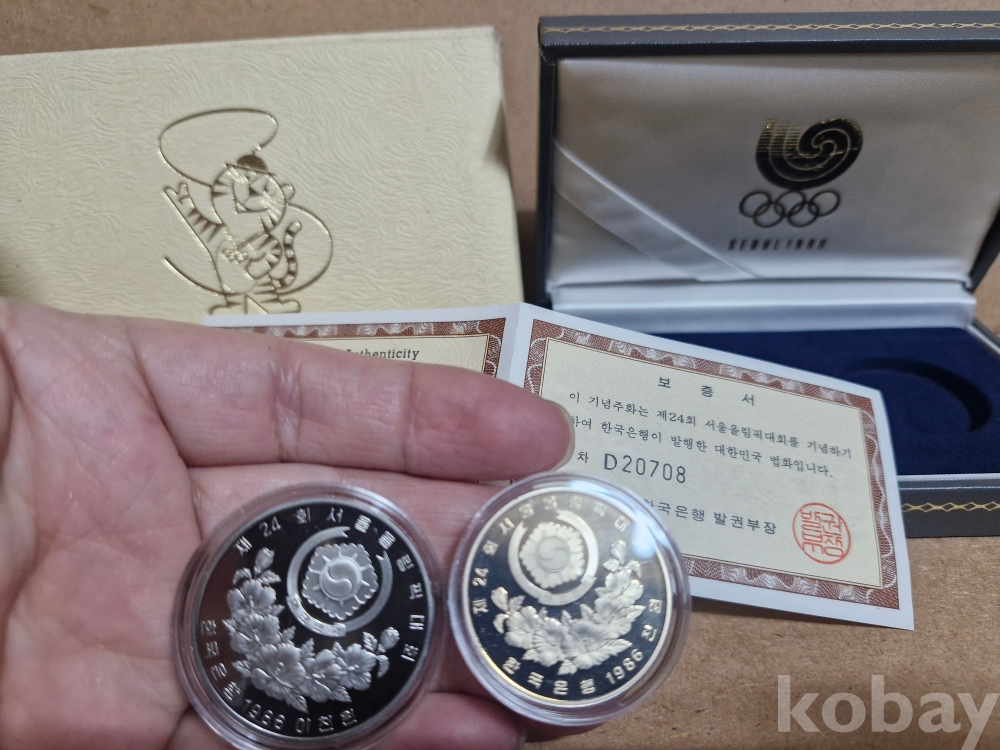 SEOUL 1988
Authenticity
보증서
이 기념주화는 제24회 서울올림픽대회를 기념하기
하여 한국은행이 발행한 대한민국 법화입니다.
차 D20708
한국은행 발권부장
제24회 서울올림픽대회
한국은행 1986 이천원
제24회 서울올림픽대회
한국은행 1986 천원
kobay